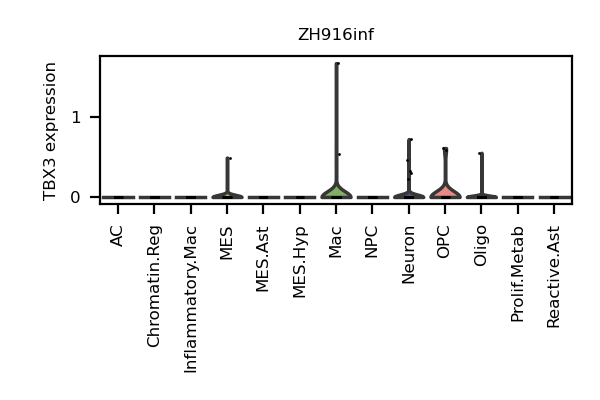 ZH916inf
TBX3 expression
1
0
AC
Chromatin.Reg
Inflammatory.Mac
MES
MES.Ast
MES.Hyp
Mac
NPC
Neuron
OPC
Oligo
Prolif.Metab
Reactive.Ast